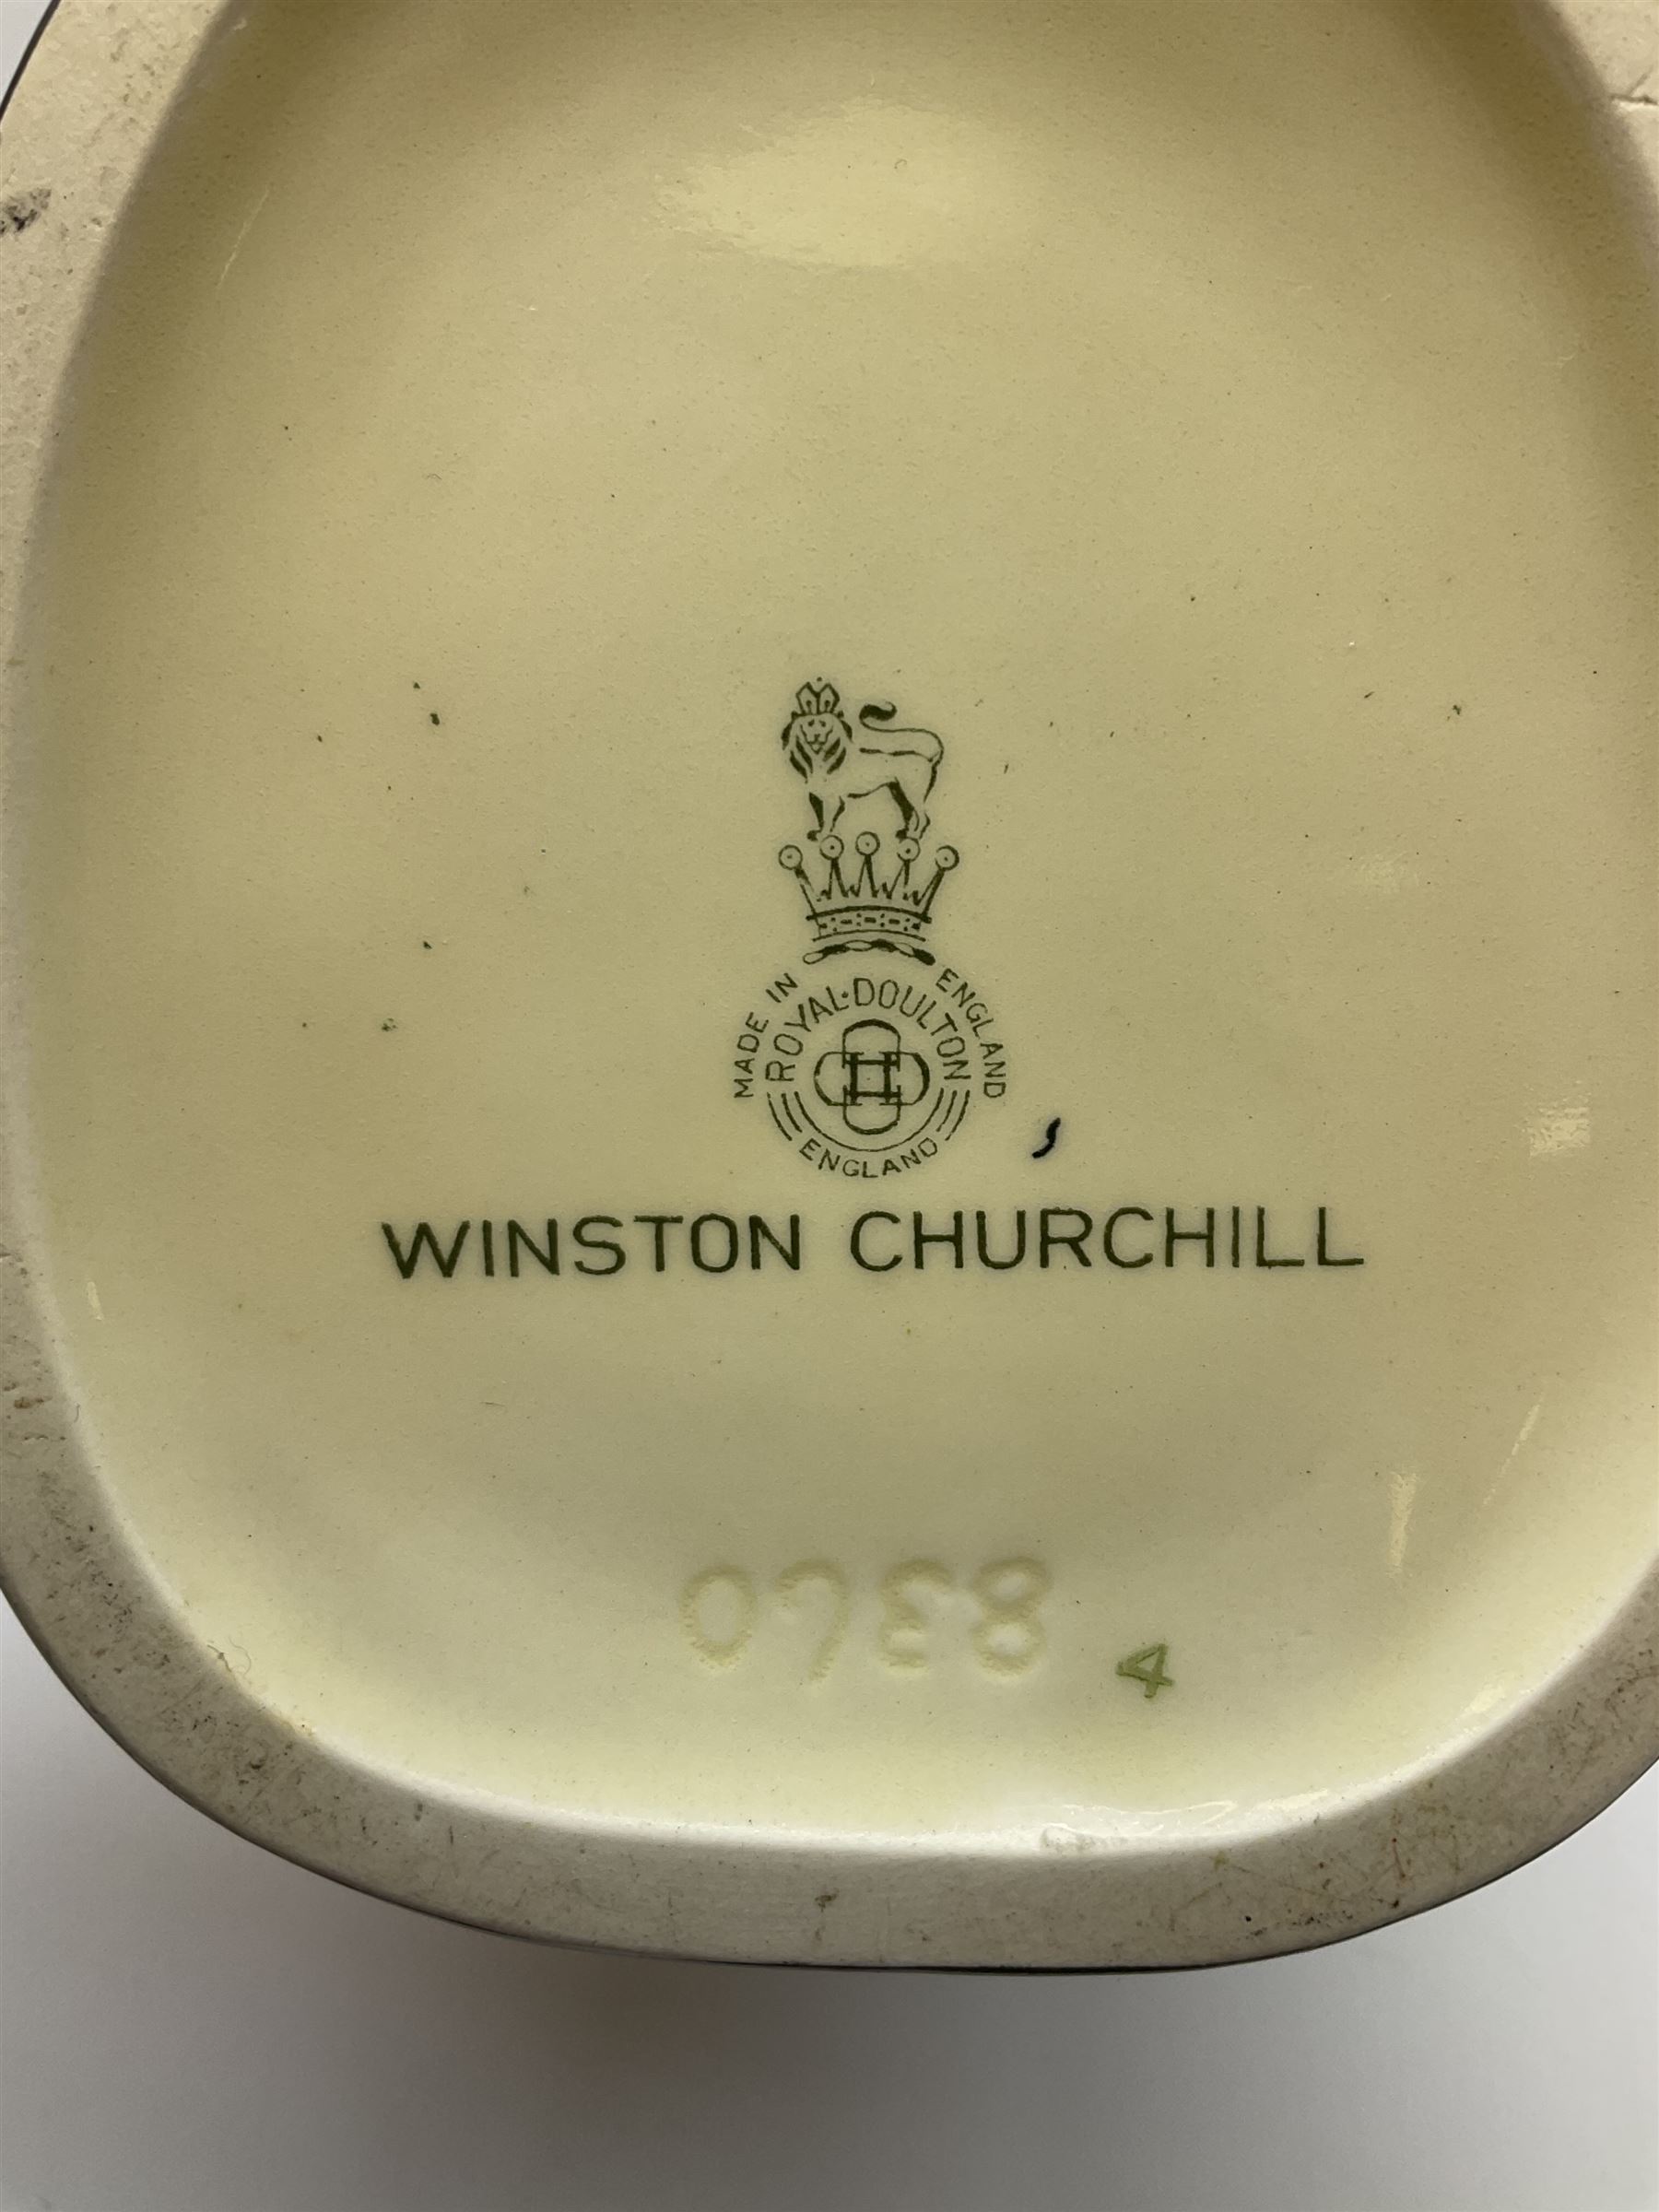 MADE IN ENGLAND
ROYAL·DOULTON
ENGLAND
WINSTON CHURCHILL
8360
4